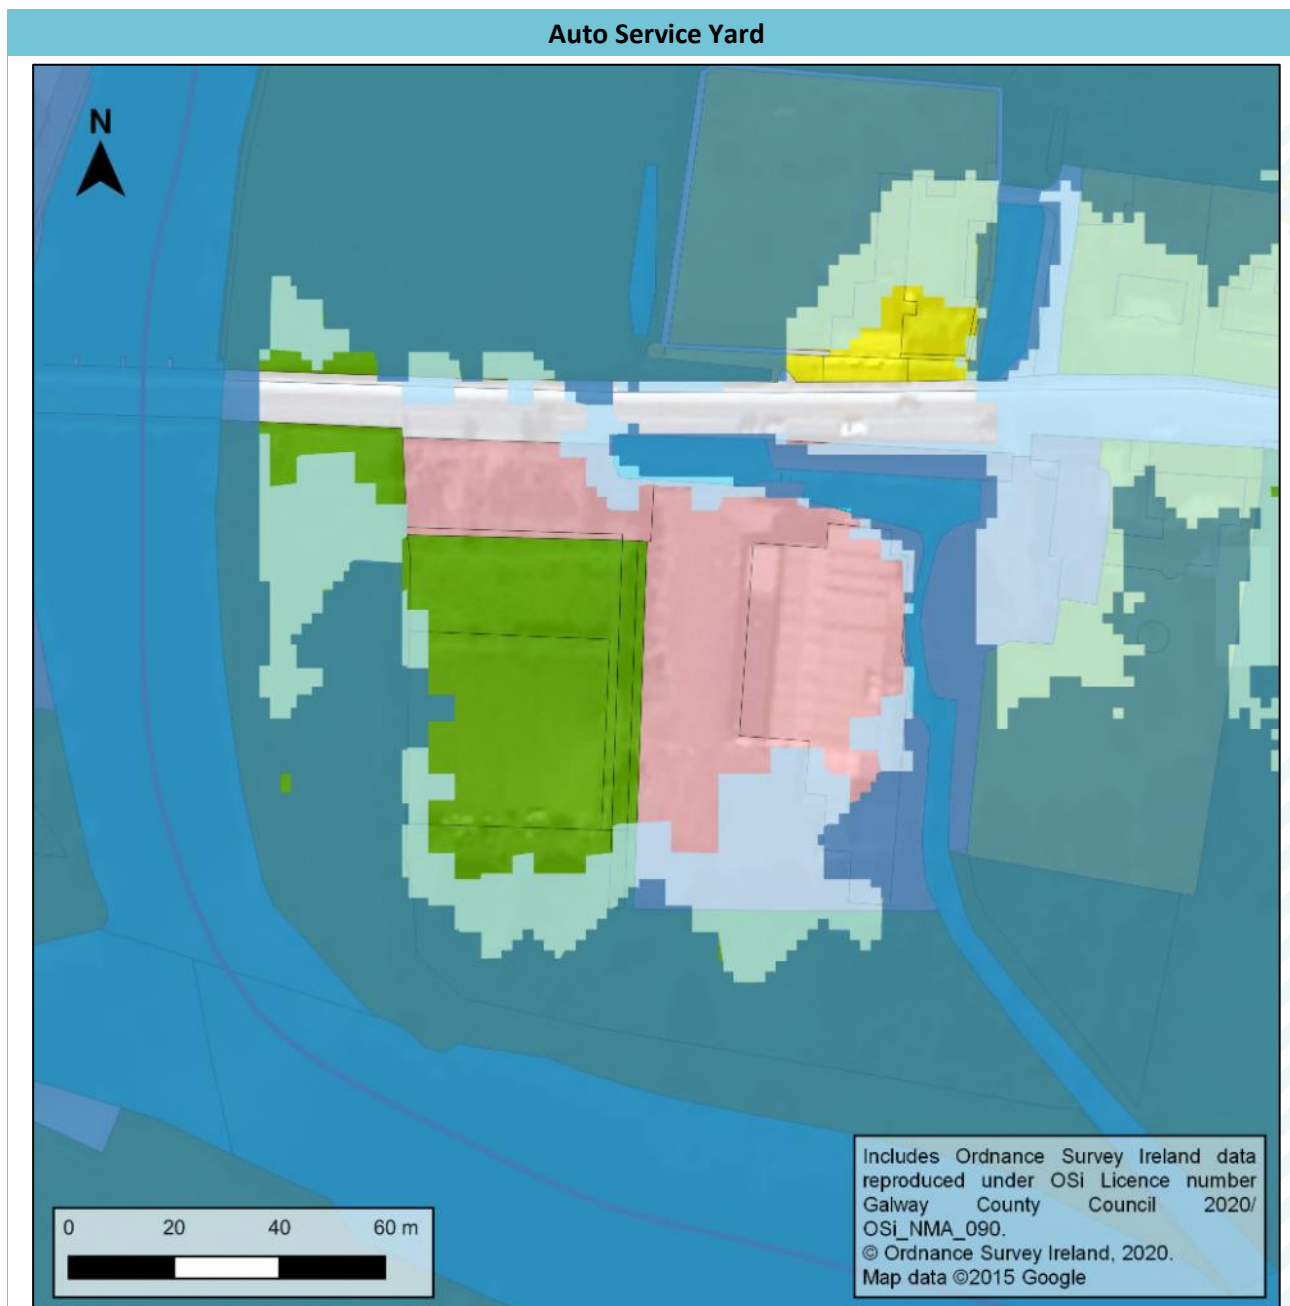 Auto Service Yard
N
0 20 40 60 m
Includes Ordnance Survey Ireland data
reproduced under OSi Licence number
Galway County Council 2020/
OSi_NMA_090.
© Ordnance Survey Ireland, 2020.
Map data ©2015 Google